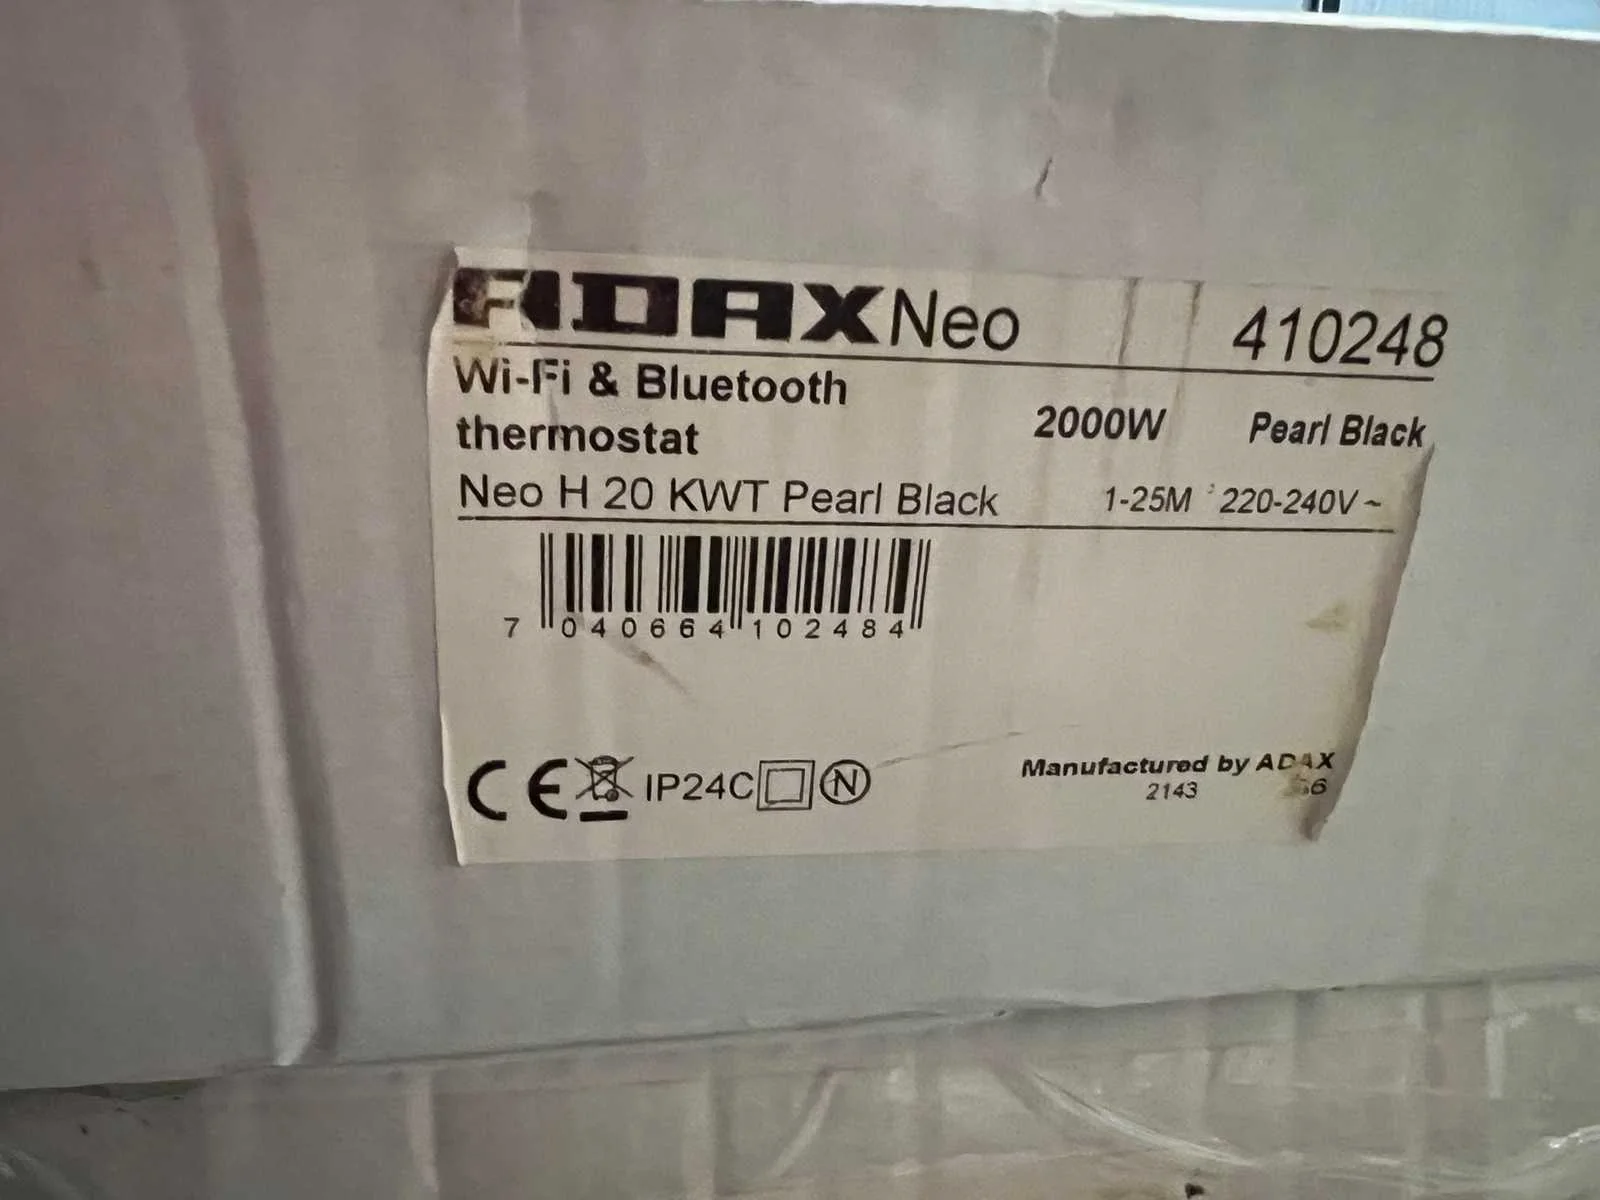 ADAX Neo 410248
Wi-Fi & Bluetooth
thermostat 2000W Pearl Black
Neo H 20 KWT Pearl Black 1-25M 220-240V ~
7 040664 102484
CE IP24C N
Manufactured by ADAX
2143